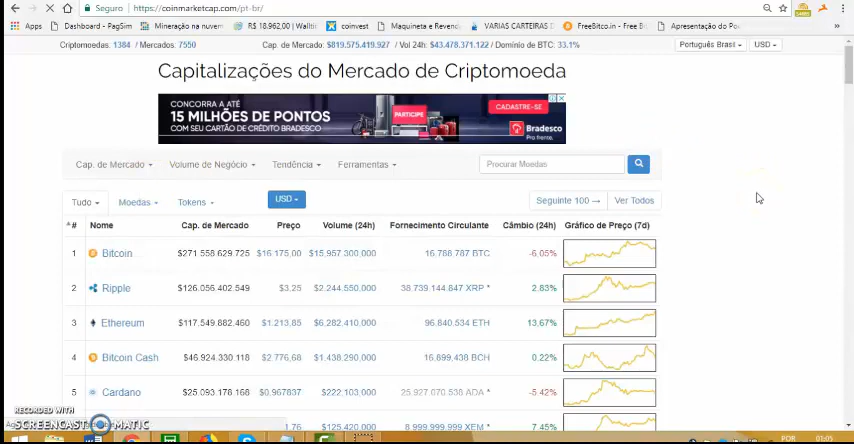 Seguro https://coinmarketcap.com/pt-br/
Apps Dashboard - PagSim Mineração na nuvem R$ 18.962,00 | Walltir coinvest Maquineta e Revend VARIAS CARTEIRAS D FreeBitco.in - Free B Apresentação do Po
Criptomoedas: 1384 / Mercados: 7550 Cap. de Mercado: $819.575.419.927 / Vol 24h: $43.478.371.122 / Domínio de BTC: 33.1% Português Brasil USD
Capitalizações do Mercado de Criptomoeda
CONCORRA A ATÉ
15 MILHÕES DE PONTOS
COM SEU CARTÃO DE CRÉDITO BRADESCO
PARTICIPE
CADASTRE-SE
Bradesco
Pra frente.
Cap. de Mercado Volume de Negócio Tendência Ferramentas Procurar Moedas
Tudo Moedas Tokens USD Seguinte 100 → Ver Todos
# Nome Cap. de Mercado Preço Volume (24h) Fornecimento Circulante Câmbio (24h) Gráfico de Preço (7d)
1 Bitcoin $271.558.629.725 $16.175,00 $15,957,300,000 16.788.787 BTC -6.05%
2 Ripple $126.056.402.549 $3,25 $2,244,550,000 38.739.144.847 XRP * 2.83%
3 Ethereum $117.549.882.460 $1.213,85 $6,282,410,000 96,840,534 ETH 13,67%
4 Bitcoin Cash $46.924.330.118 $2.776,68 $1,438,290,000 16,899,438 BCH 0.22%
5 Cardano $25.093.178.168 $0,967837 $222,103,000 25.927.070.538 ADA * -5.42%
$125,420,000 8.999.999.999 XEM * 7.45%
RECORDED WITH
SCREENCAST MATIC
POR 01:05